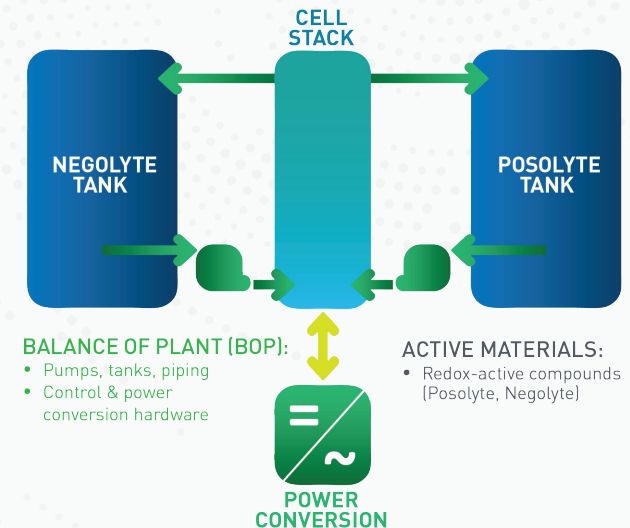 CELL
STACK
NEGOLYTE
TANK
POSOLYTE
TANK
BALANCE OF PLANT (BOP):
• Pumps, tanks, piping
• Control & power
conversion hardware
ACTIVE MATERIALS:
• Redox-active compounds
(Posolyte, Negolyte)
=
~
POWER
CONVERSION